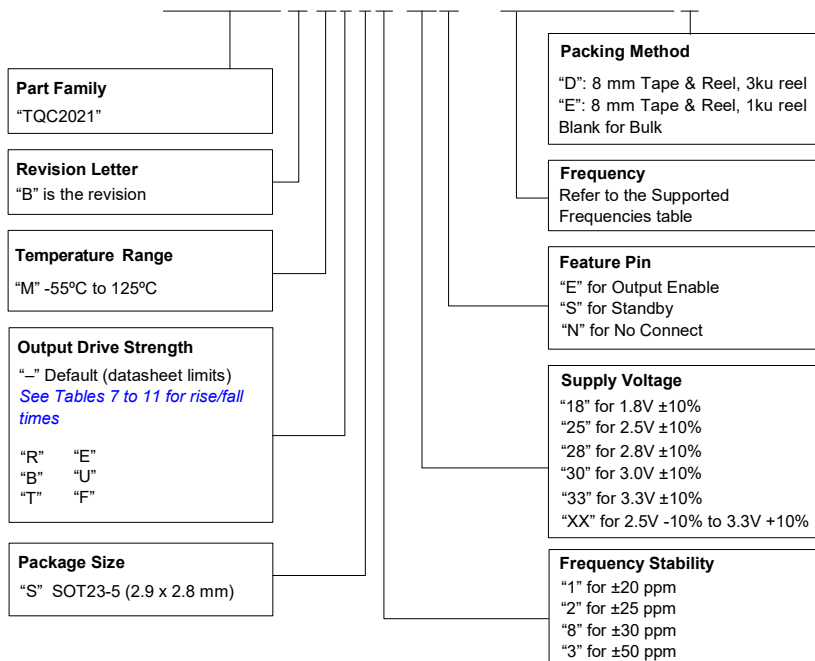 Part Family
“TQC2021”
Revision Letter
“B” is the revision
Temperature Range
“M” -55ºC to 125ºC
Output Drive Strength
“–” Default (datasheet limits)
See Tables 7 to 11 for rise/fall
times
“R” “E”
“B” “U”
“T” “F”
Package Size
“S” SOT23-5 (2.9 x 2.8 mm)
Packing Method
“D”: 8 mm Tape & Reel, 3ku reel
“E”: 8 mm Tape & Reel, 1ku reel
Blank for Bulk
Frequency
Refer to the Supported
Frequencies table
Feature Pin
“E” for Output Enable
“S” for Standby
“N” for No Connect
Supply Voltage
“18” for 1.8V ±10%
“25” for 2.5V ±10%
“28” for 2.8V ±10%
“30” for 3.0V ±10%
“33” for 3.3V ±10%
“XX” for 2.5V -10% to 3.3V +10%
Frequency Stability
“1” for ±20 ppm
“2” for ±25 ppm
“8” for ±30 ppm
“3” for ±50 ppm